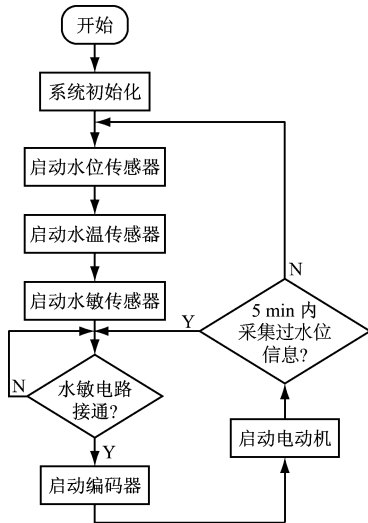 开始
系统初始化
启动水位传感器
启动水温传感器
启动水敏传感器
N
5 min 内
采集过水位
信息?
Y
N
水敏电路
接通?
Y
启动电动机
启动编码器